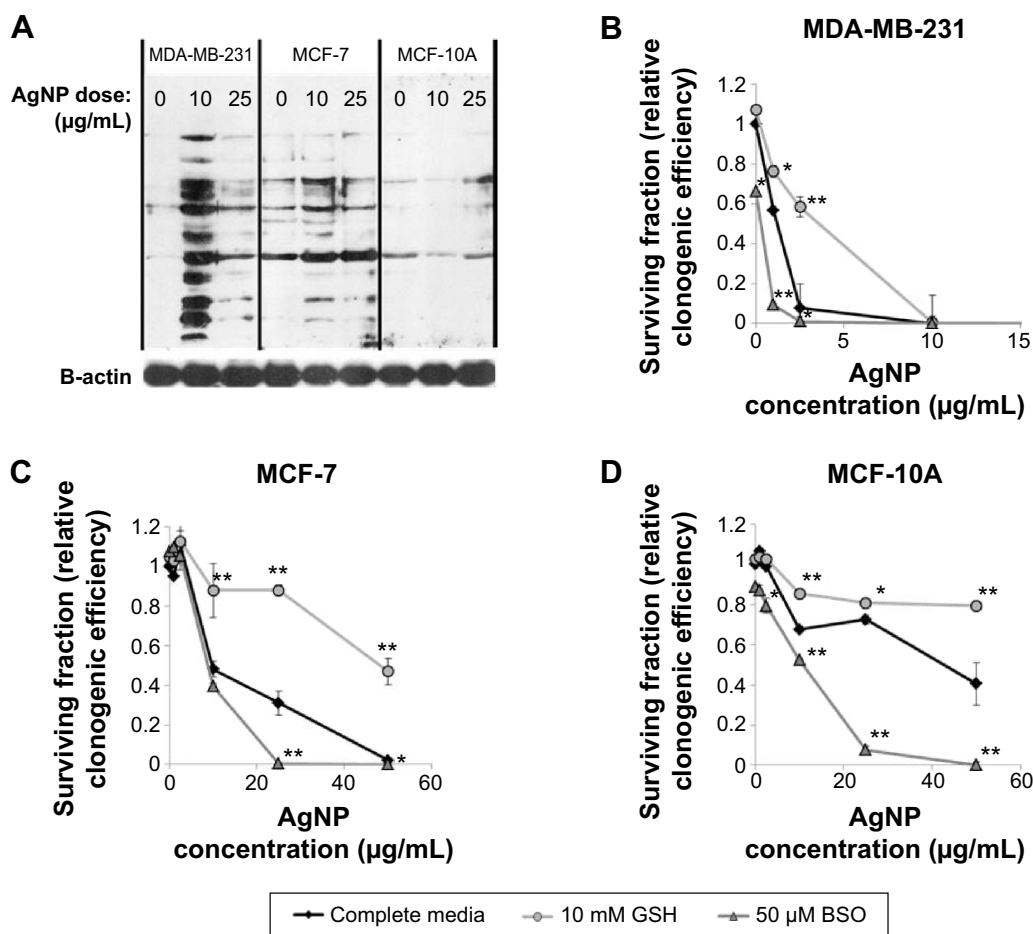 A
MDA-MB-231 MCF-7 MCF-10A
AgNP dose: 0 10 25 0 10 25 0 10 25
(µg/mL)
B-actin
B
MDA-MB-231
Surviving fraction (relative
clonogenic efficiency)
1.2
1
0.8
0.6
0.4
0.2
0
* ** * ** *
0 5 10 15
AgNP
concentration (µg/mL)
C
MCF-7
Surviving fraction (relative
clonogenic efficiency)
1.2
1
0.8
0.6
0.4
0.2
0
** ** ** ** *
0 20 40 60
AgNP
concentration (µg/mL)
D
MCF-10A
Surviving fraction (relative
clonogenic efficiency)
1.2
1
0.8
0.6
0.4
0.2
0
** * ** * ** ** **
0 20 40 60
AgNP
concentration (µg/mL)
Complete media 10 mM GSH 50 µM BSO